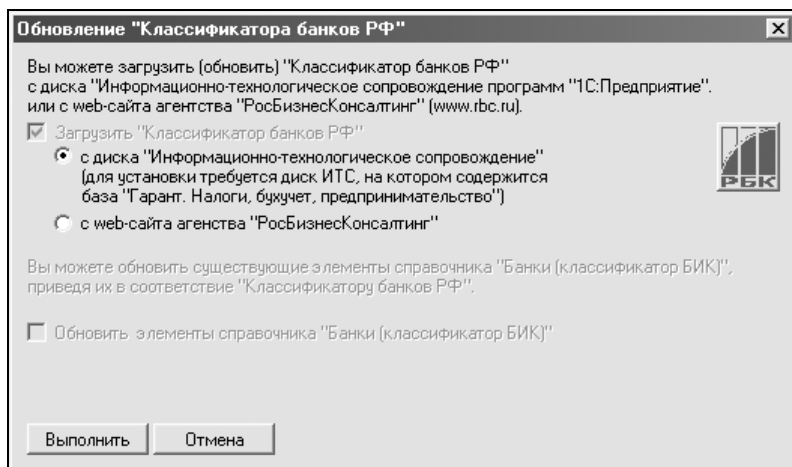 Обновление "Классификатора банков РФ"
Вы можете загрузить (обновить) "Классификатор банков РФ"
с диска "Информационно-технологическое сопровождение программ "1С:Предприятие".
или с web-сайта агентства "РосБизнесКонсалтинг" (www.rbc.ru).
Загрузить "Классификатор банков РФ"
с диска "Информационно-технологическое сопровождение"
(для установки требуется диск ИТС, на котором содержится
база "Гарант. Налоги, бухучет, предпринимательство")
РБК
с web-сайта агенства "РосБизнесКонсалтинг"
Вы можете обновить существующие элементы справочника "Банки (классификатор БИК)",
приведя их в соответствие "Классификатору банков РФ".
Обновить элементы справочника "Банки (классификатор БИК)"
Выполнить Отмена